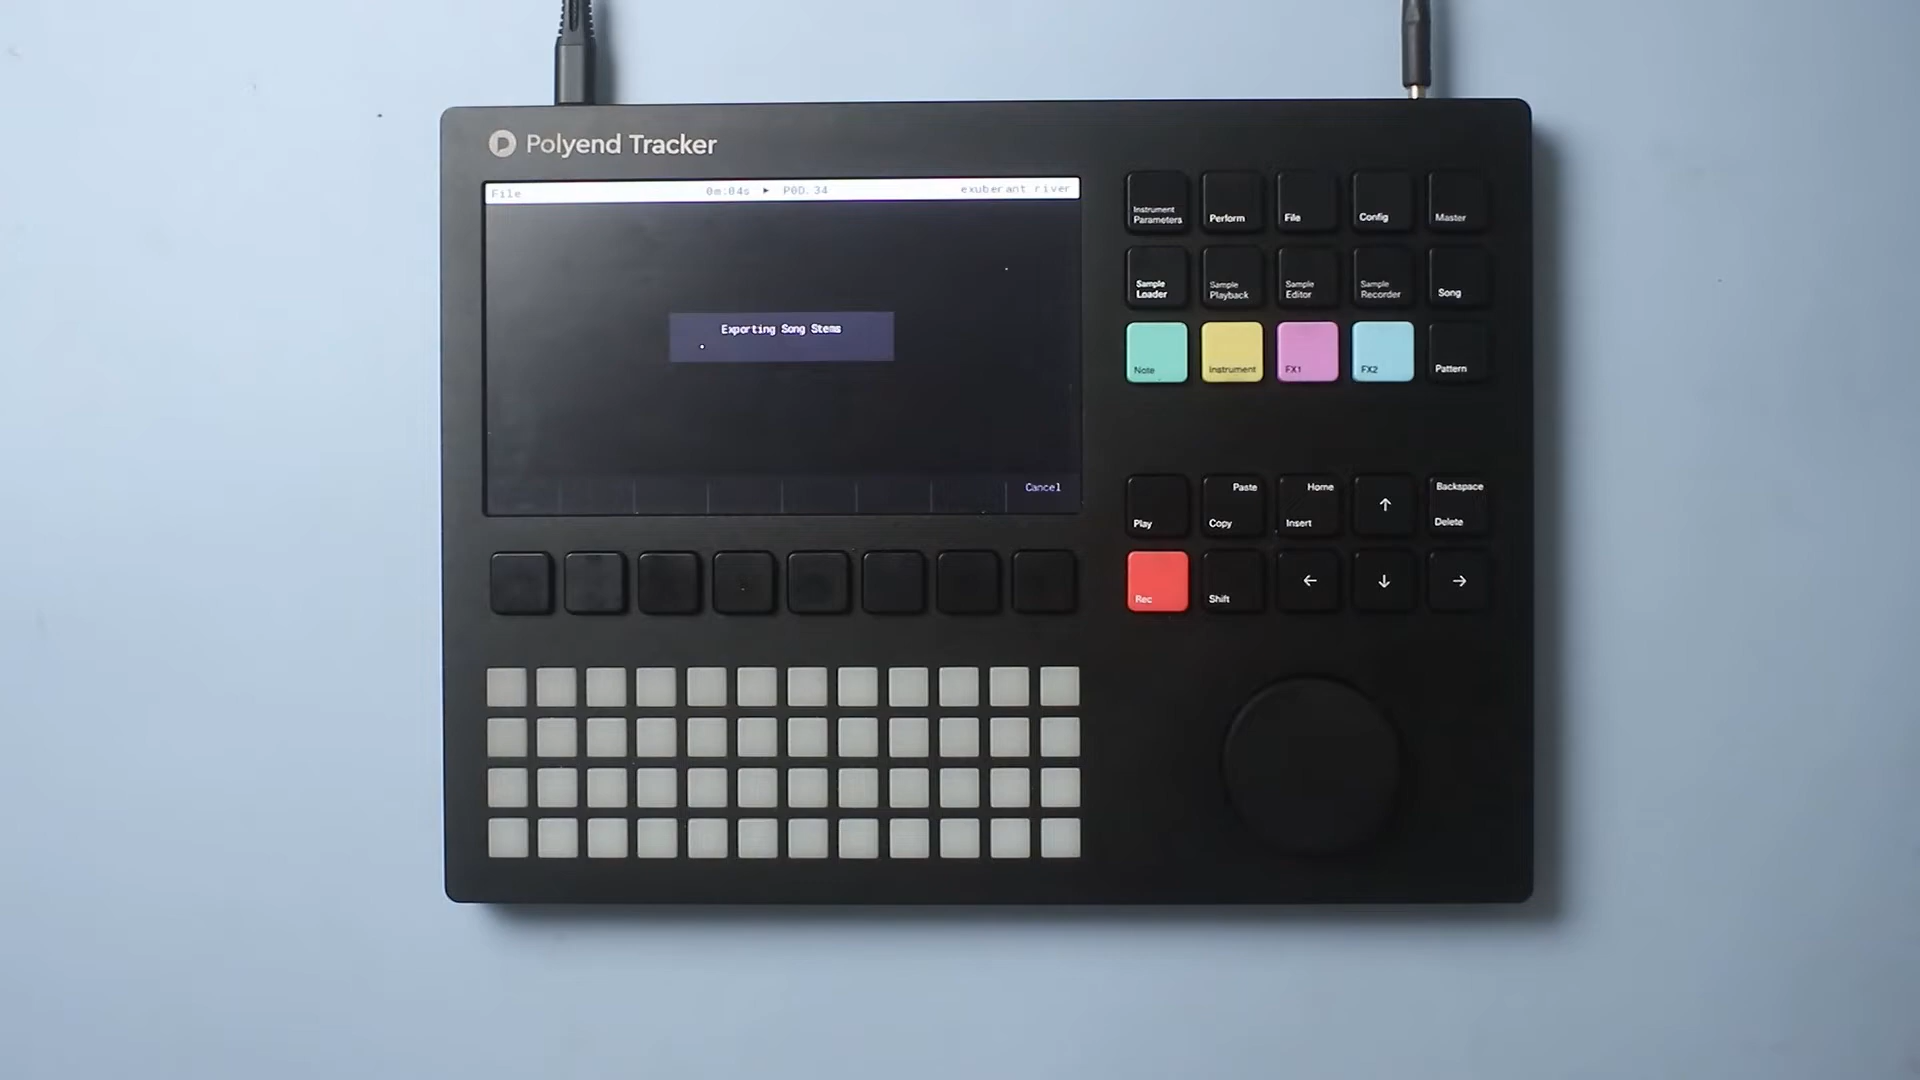 Polyend Tracker
File 0m:04s ▸ P0D.34 exuberant river
Exporting Song Stems
Cancel
Instrument
Parameters
Perform
File
Config
Master
Sample
Loader
Sample
Playback
Sample
Editor
Sample
Recorder
Song
Note
Instrument
FX1
FX2
Pattern
Play
Paste
Copy
Home
Insert
↑
Backspace
Delete
Rec
Shift
←
↓
→